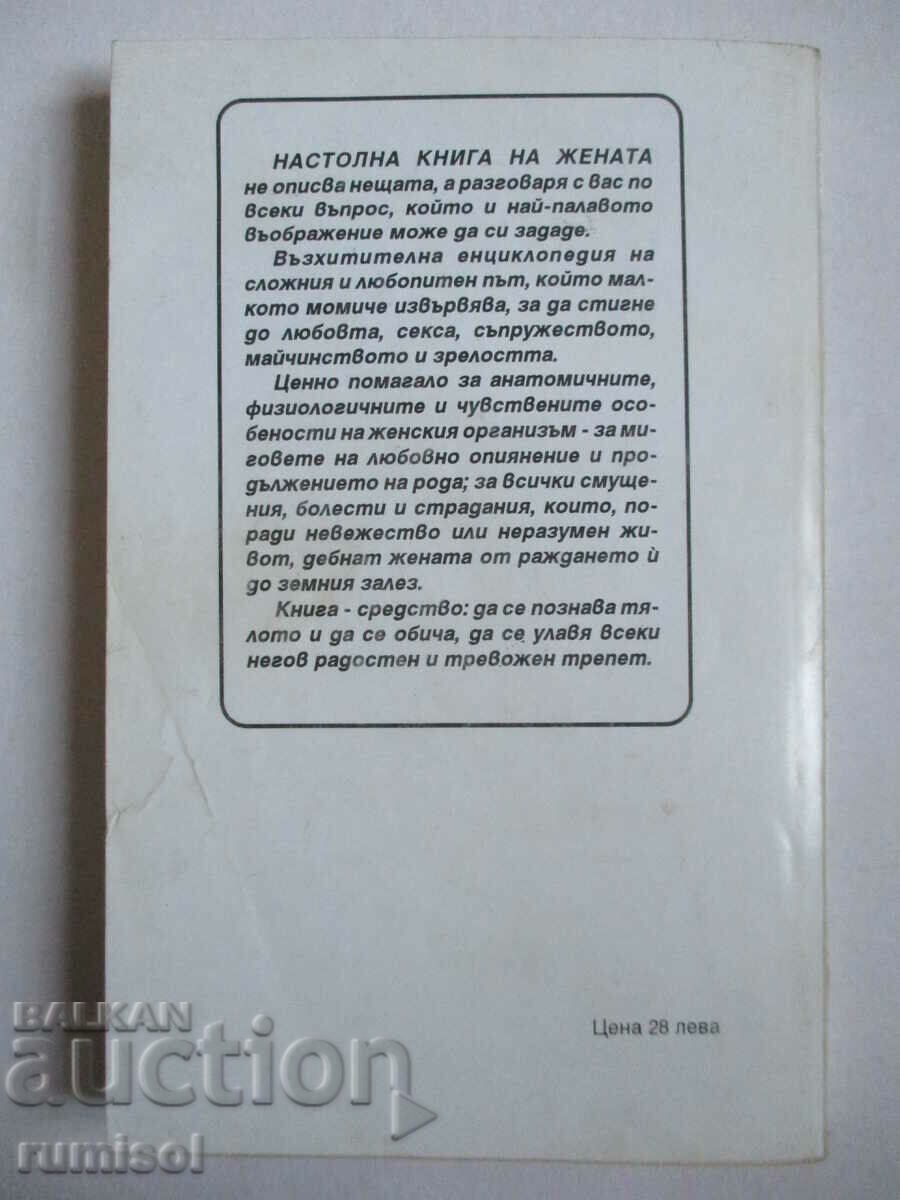 НАСТОЛНА КНИГА НА ЖЕНАТА
не описва нещата, а разговаря с вас по
всеки въпрос, който и най-палавото
въображение може да си зададе.
Възхитителна енциклопедия на
сложния и любопитен път, който мал-
кото момиче извървява, за да стигне
до любовта, секса, съпружеството,
майчинството и зрелостта.
Ценно помагало за анатомичните,
физиологичните и чувствените осо-
бености на женския организъм - за ми-
говете на любовно опиянение и про-
дължението на рода; за всички смуще-
ния, болести и страдания, които, по-
ради невежество или неразумен жи-
вот, дебнат жената от раждането ѝ
до земния залез.
Книга - средство: да се познава тя-
лото и да се обича, да се улавя всеки
негов радостен и тревожен трепет.
Цена 28 лева
BALKAN
auction
rumisol